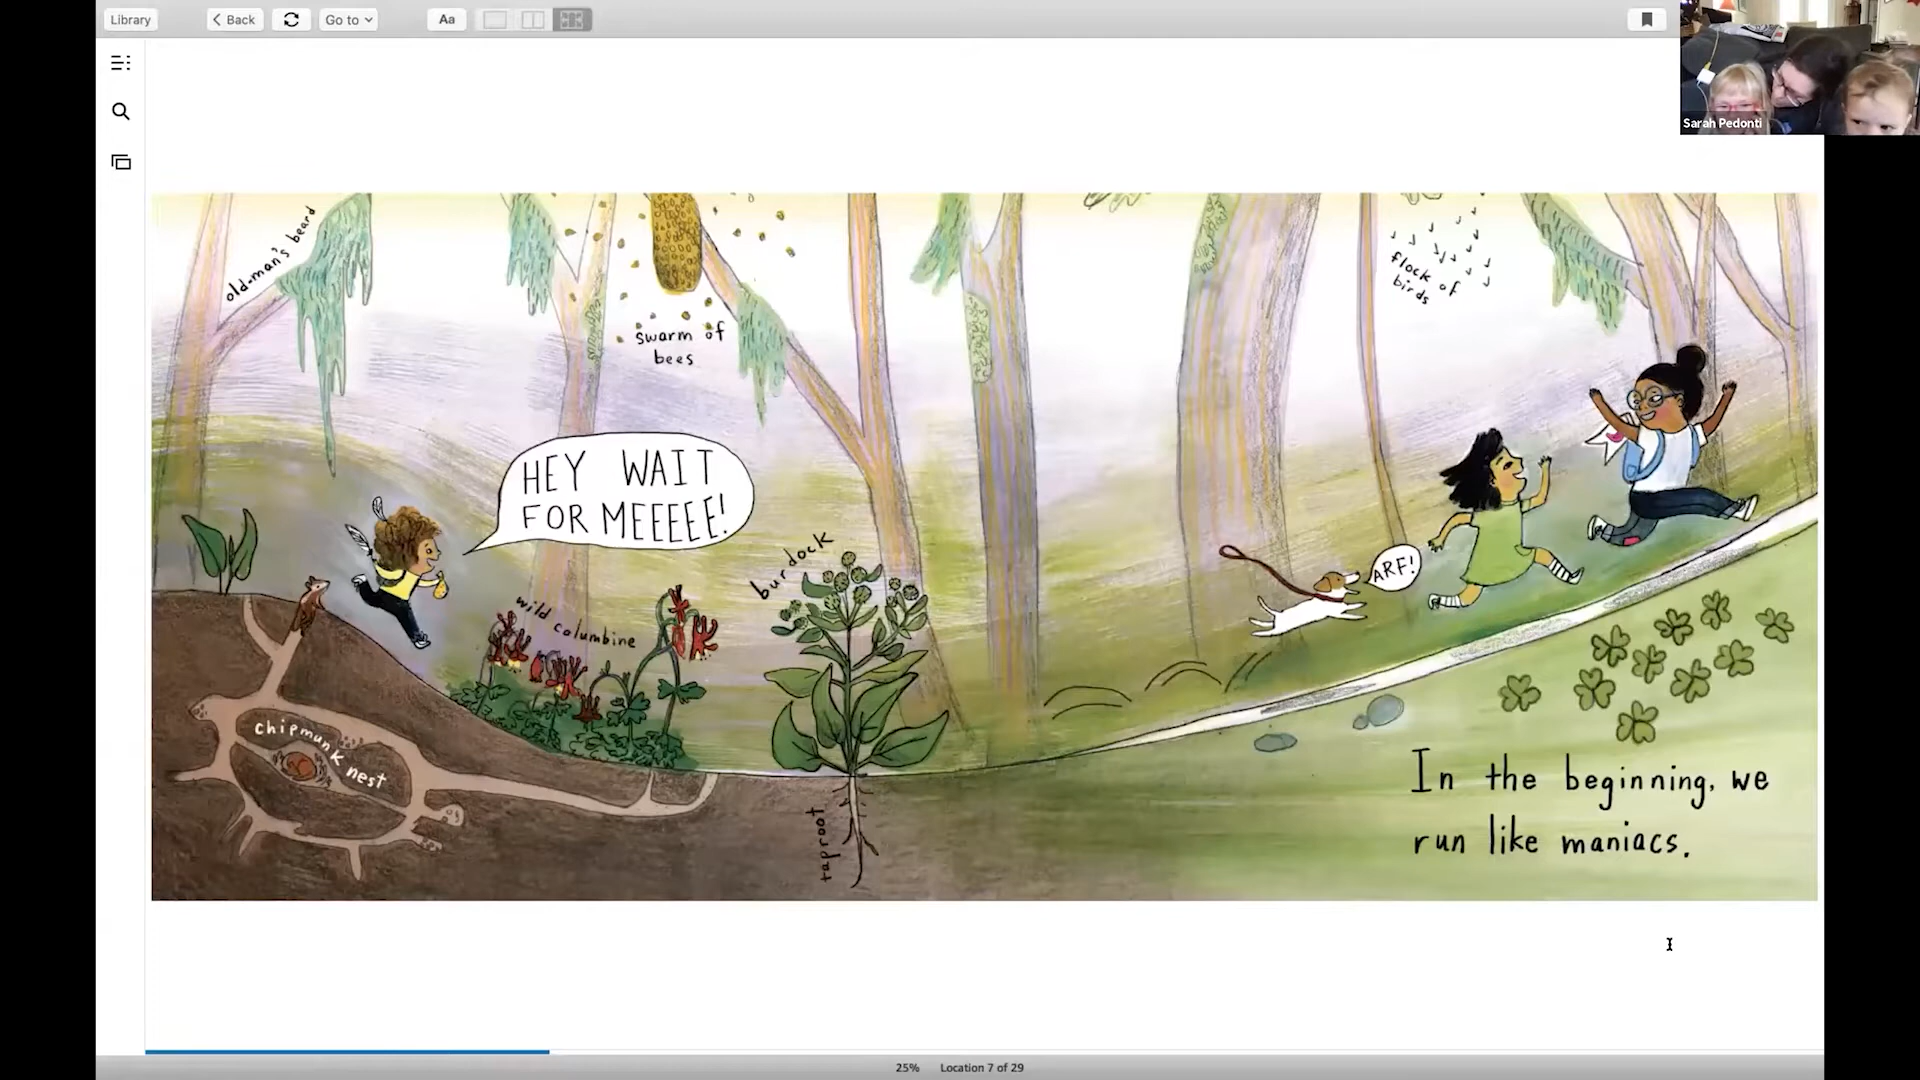 Library
Back
Go to
Aa
Sarah Pedonti
old-man's beard
swarm of
bees
flock of
birds
HEY WAIT
FOR MEEEEE!
burdock
ARF!
wild columbine
chipmunk nest
taproot
In the beginning, we
run like maniacs.
25% Location 7 of 29